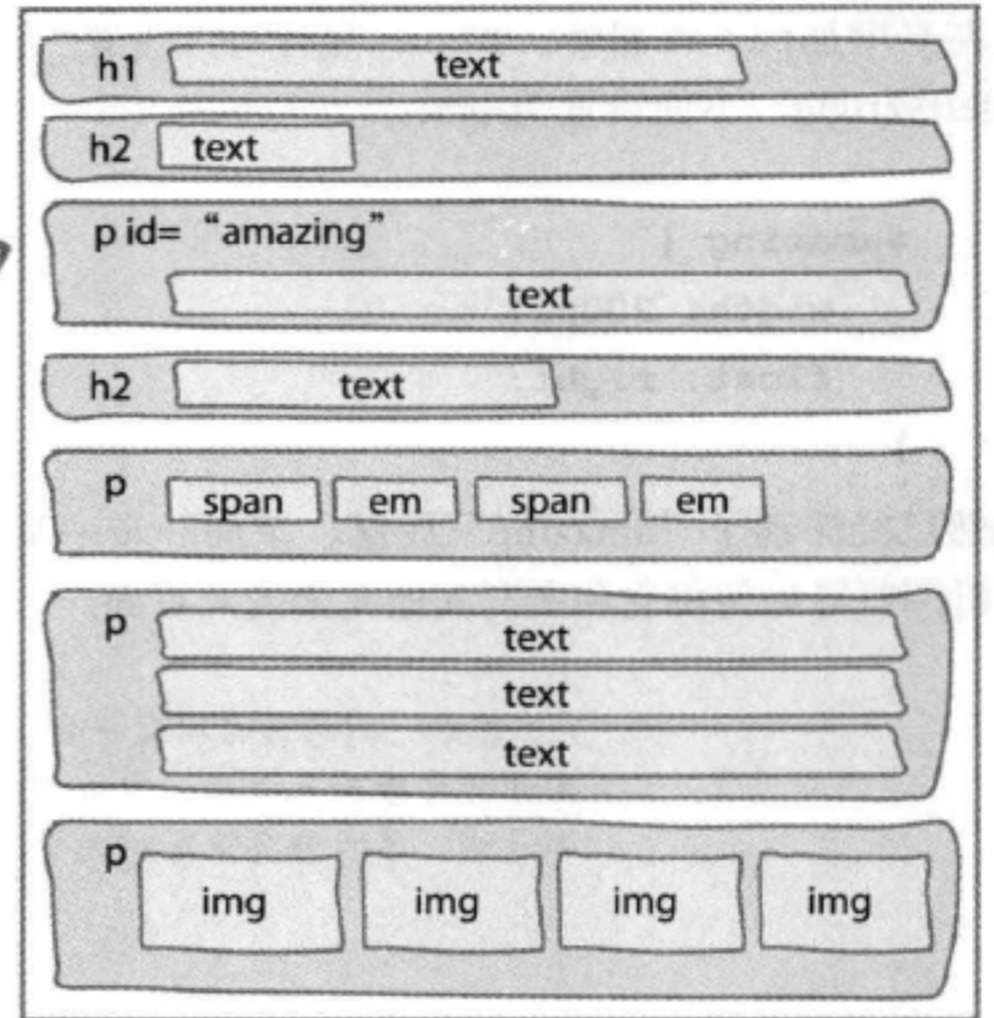 h1 text
h2 text
p id= “amazing”
text
h2 text
p span em span em
p text
text
text
p img img img img